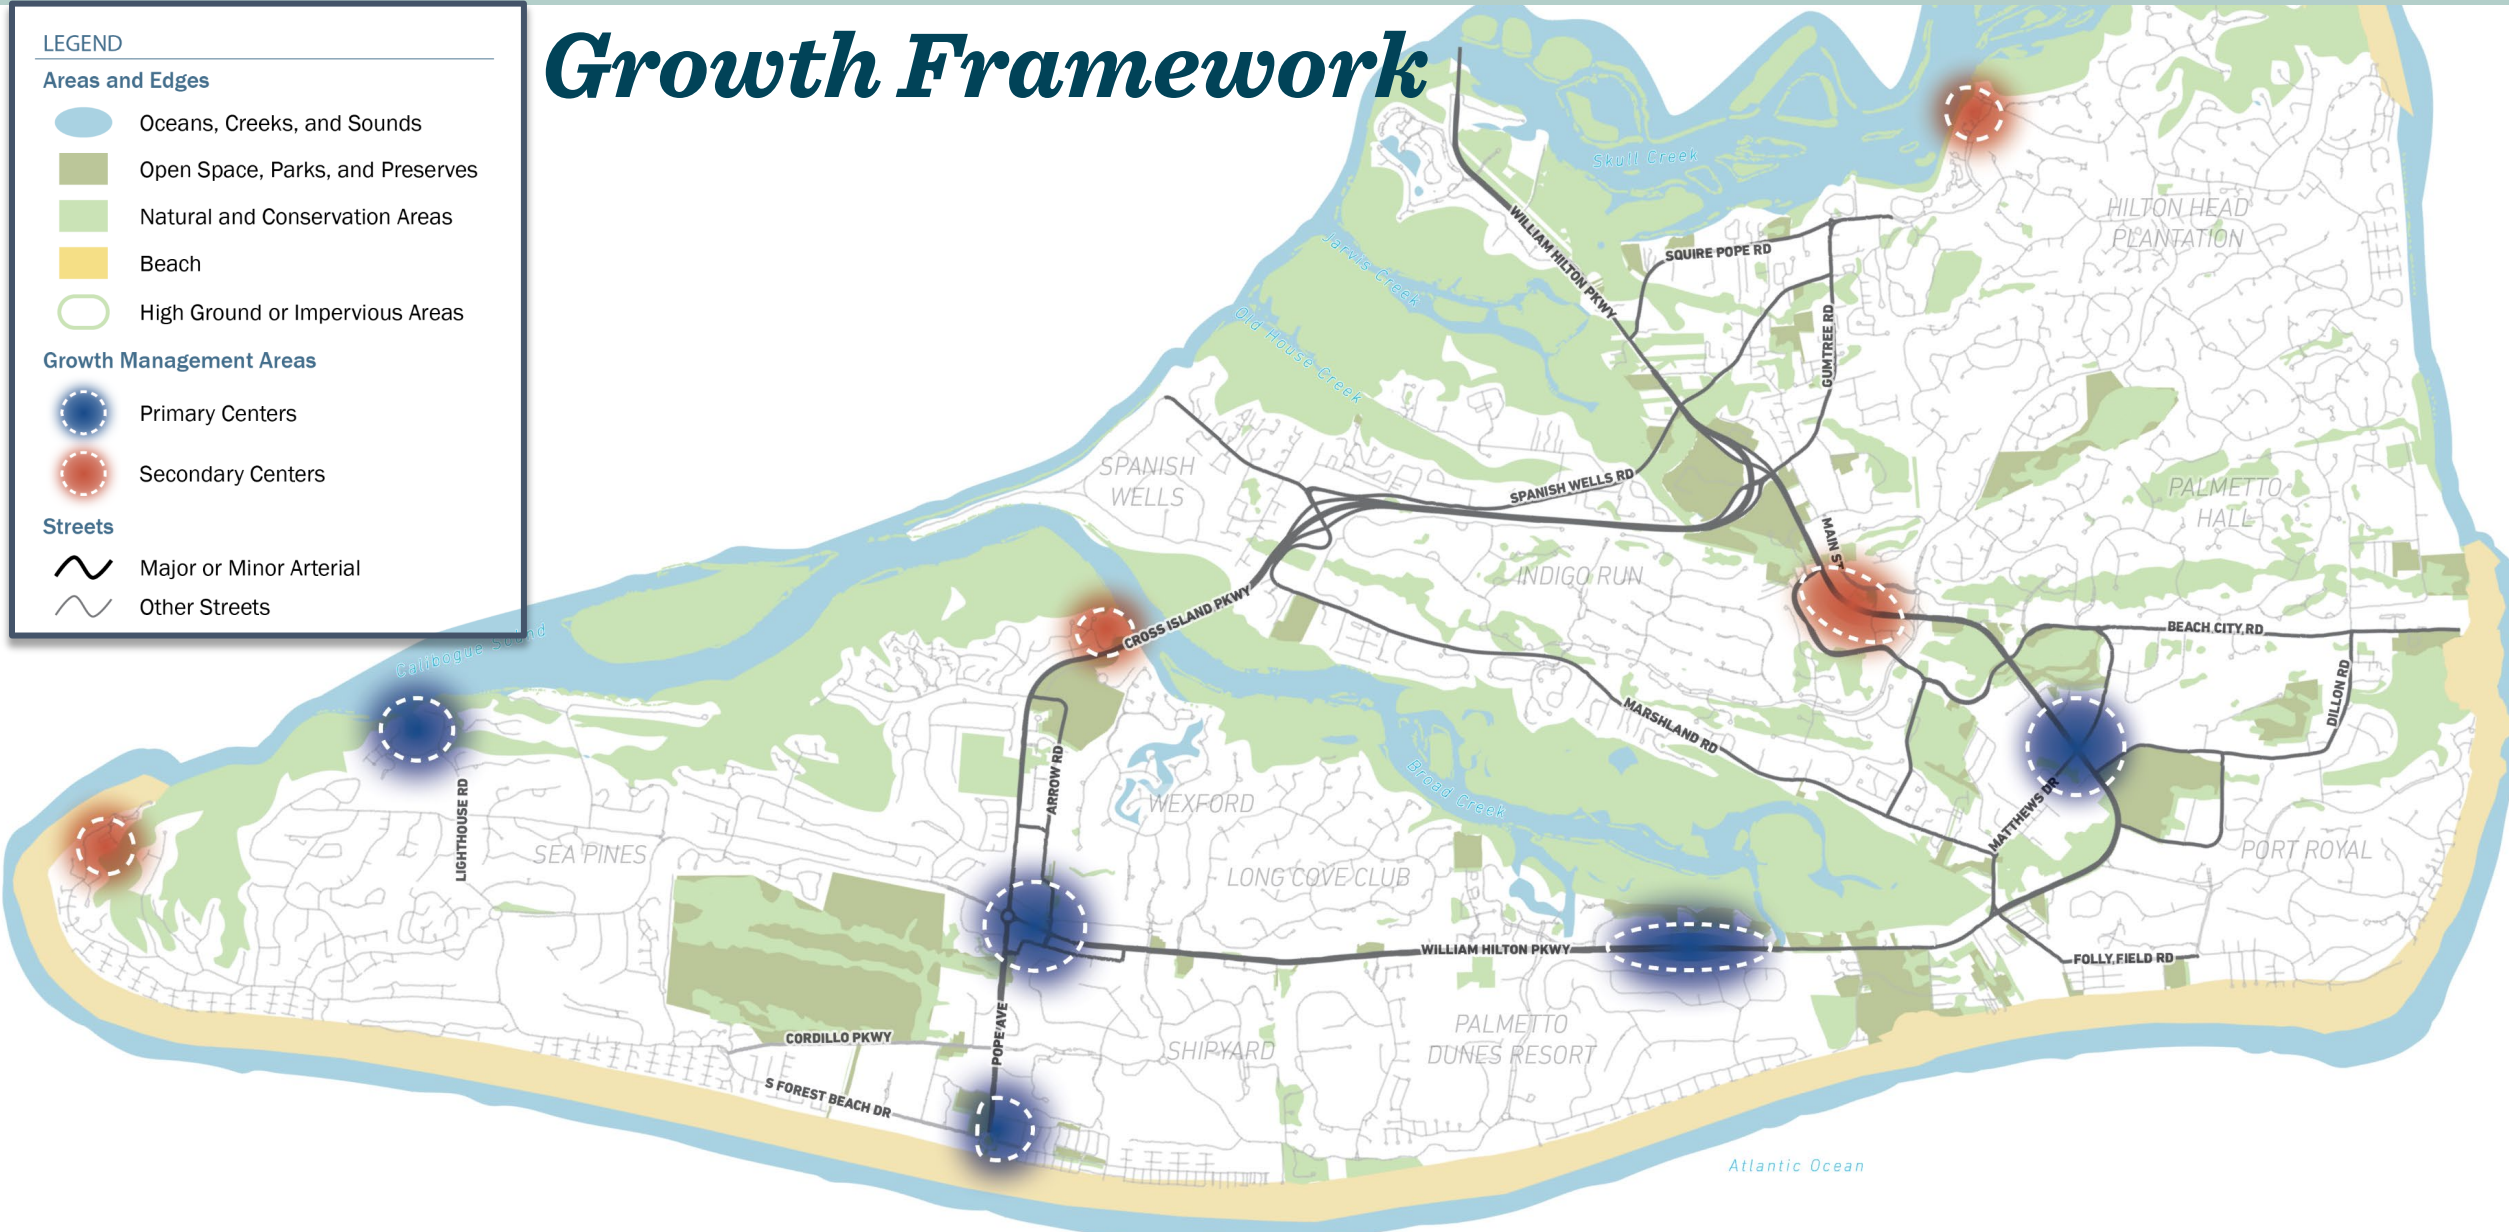 Growth Framework
LEGEND
Areas and Edges
Oceans, Creeks, and Sounds
Open Space, Parks, and Preserves
Natural and Conservation Areas
Beach
High Ground or Impervious Areas
Growth Management Areas
Primary Centers
Secondary Centers
Streets
Major or Minor Arterial
Other Streets
Skull Creek
WILLIAM HILTON PKWY
SQUIRE POPE RD
HILTON HEAD
PLANTATION
Jarvis Creek
Old House Creek
GUMTREE RD
SPANISH
WELLS
SPANISH WELLS RD
PALMETTO
HALL
MAIN ST
INDIGO RUN
CROSS ISLAND PKWY
BEACH CITY RD
Calibogue Sound
DILLON RD
MARSHLAND RD
ARROW RD
Broad Creek
WEXFORD
LIGHTHOUSE RD
MATTHEWS DR
SEA PINES
PORT ROYAL
LONG COVE CLUB
WILLIAM HILTON PKWY
FOLLY FIELD RD
POPE AVE
CORDILLO PKWY
SHIPYARD
PALMETTO
DUNES RESORT
S FOREST BEACH DR
Atlantic Ocean